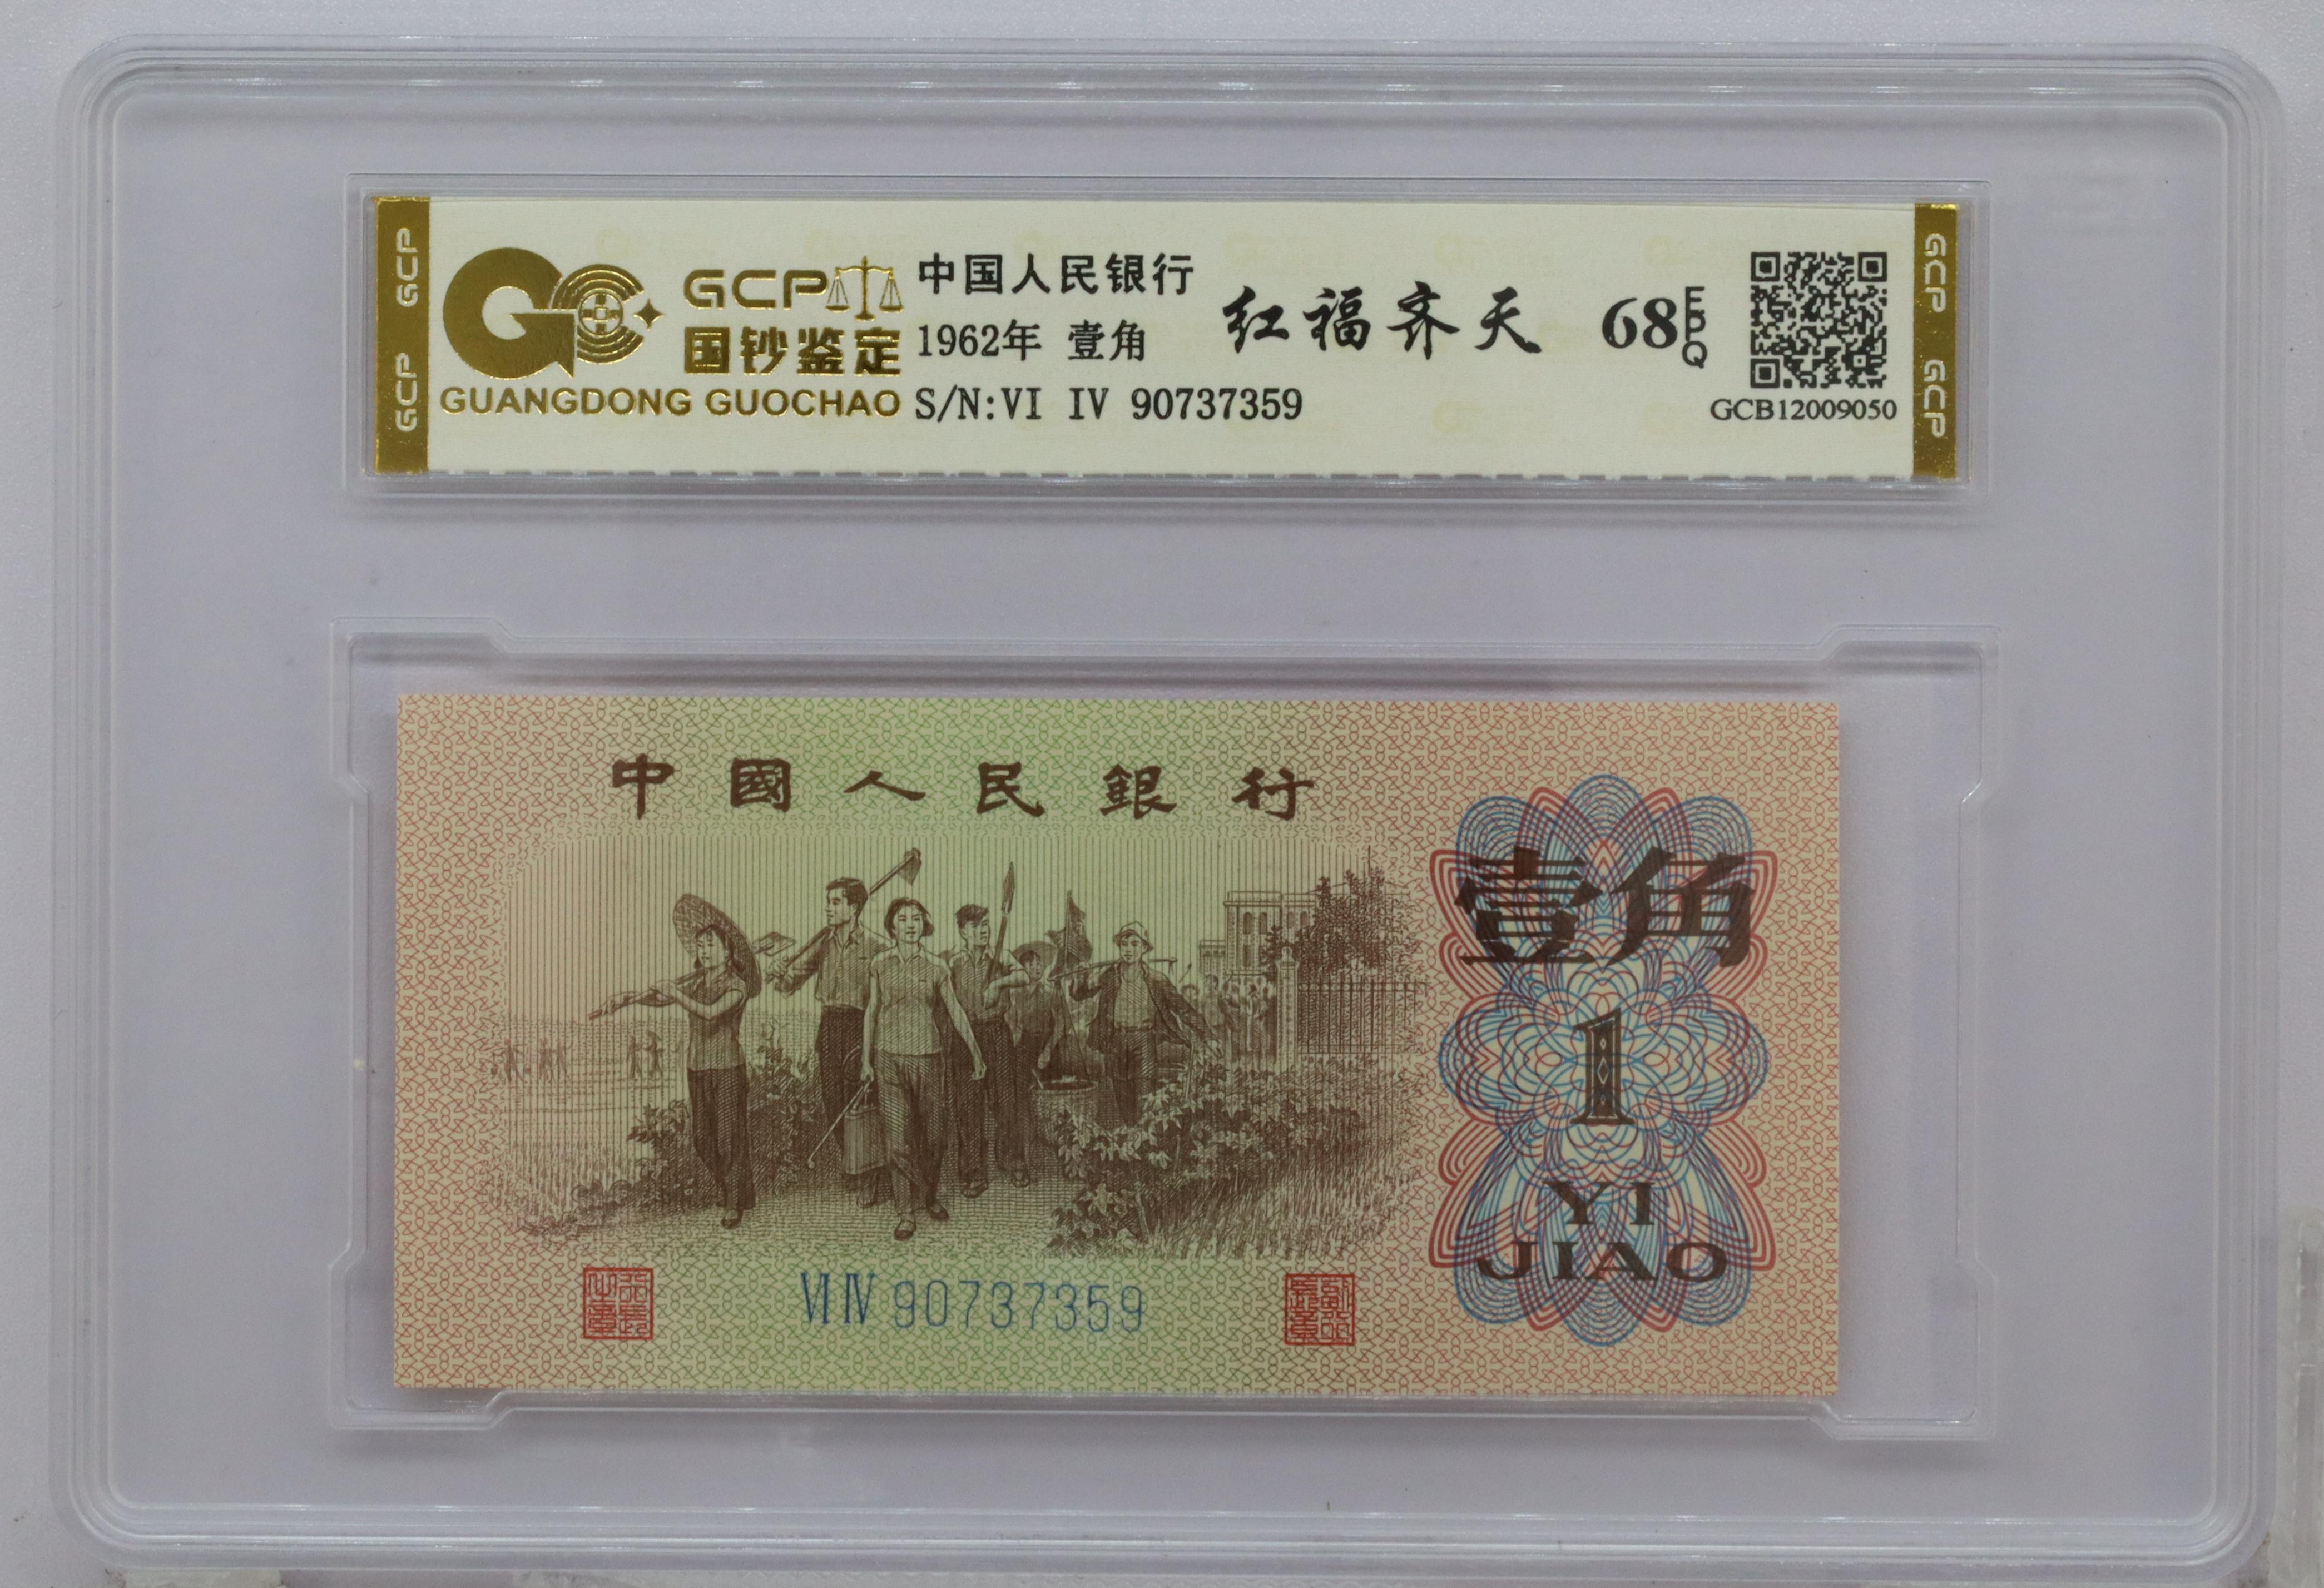 GCP GCP
GCP
国钞鉴定
GUANGDONG GUOCHAO
中国人民银行
1962年 壹角
S/N:VI IV 90737359
红福齐天
68 EPQ
GCB12009050
GCP GCP
中國人民銀行
壹角
1
YI
JIAO
VI IV 90737359